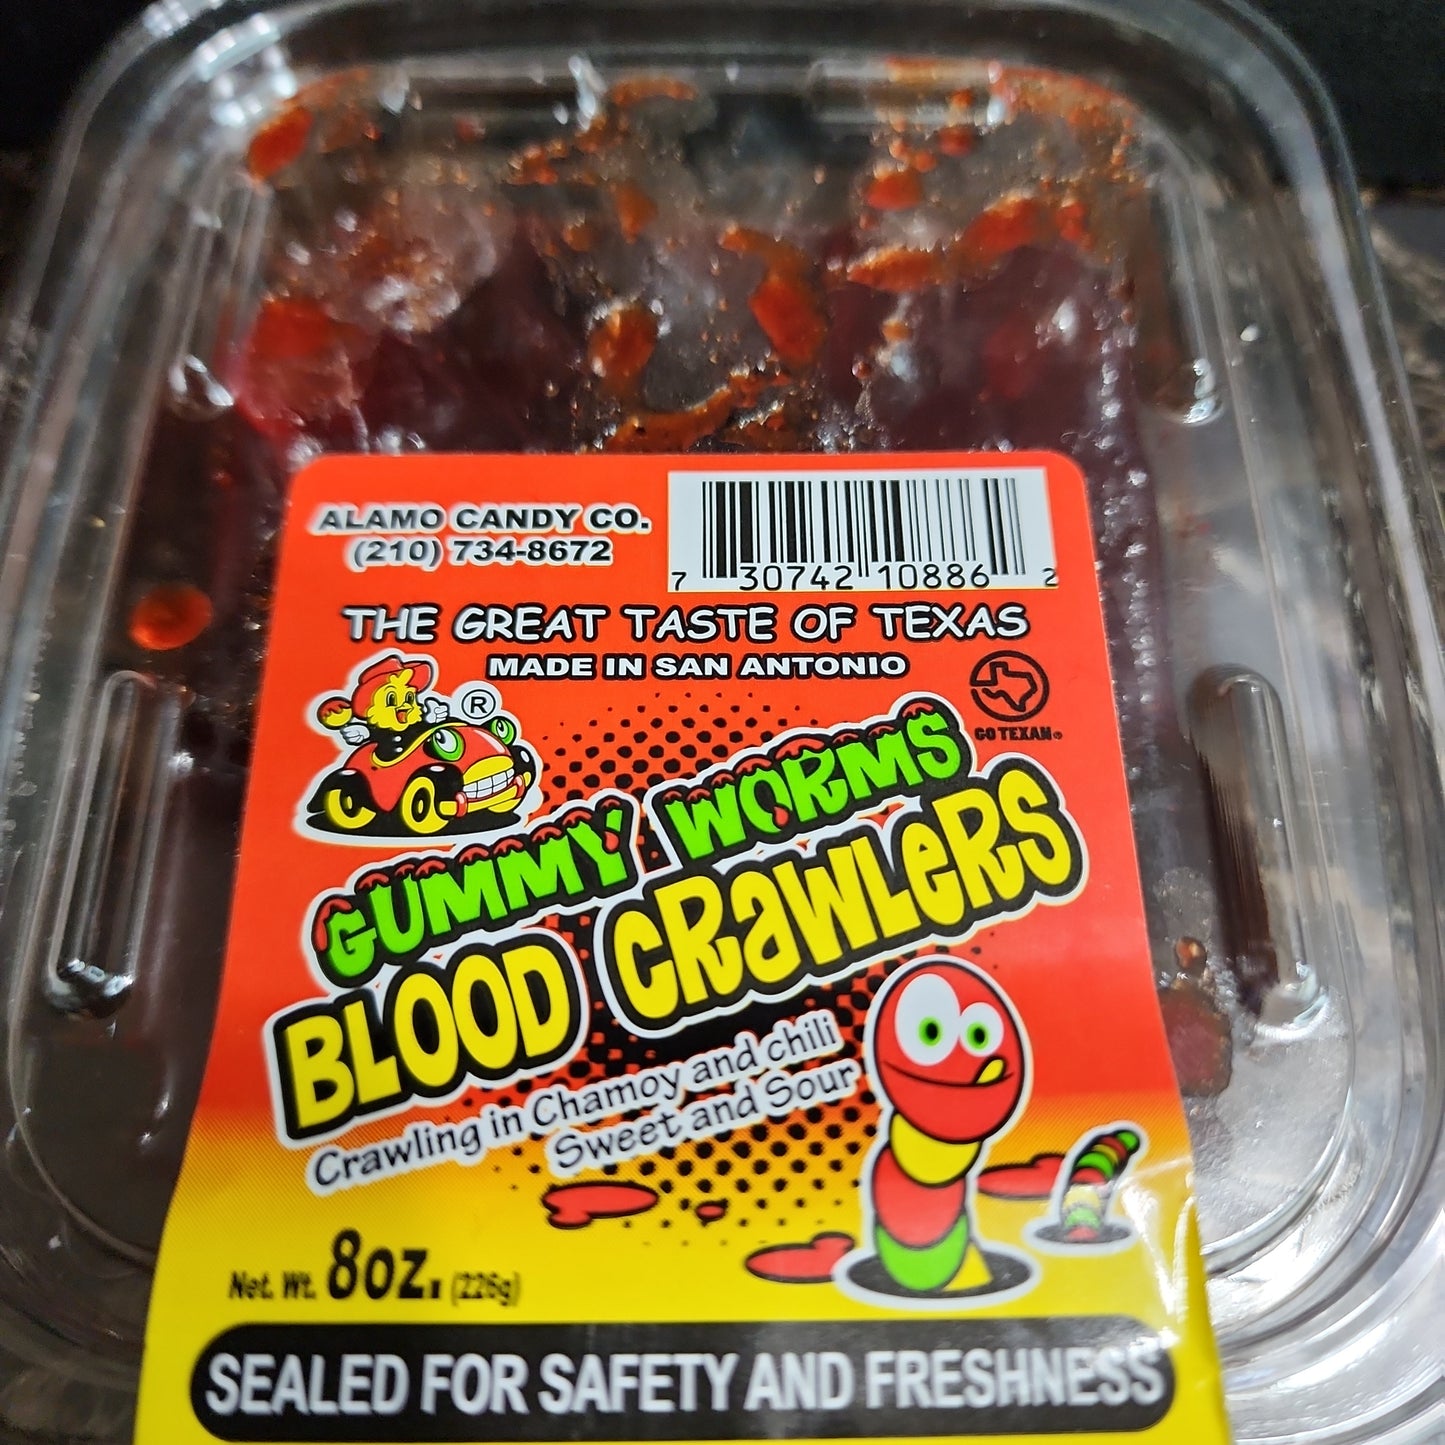 ALAMO CANDY CO.
(210) 734-8672
7 30742 10886 2
THE GREAT TASTE OF TEXAS
MADE IN SAN ANTONIO
®
GO TEXAN®
GUMMY WORMS
BLOOD CRAWLERS
Crawling in Chamoy and chili
Sweet and Sour
Net. Wt. 8oz. (226g)
SEALED FOR SAFETY AND FRESHNESS